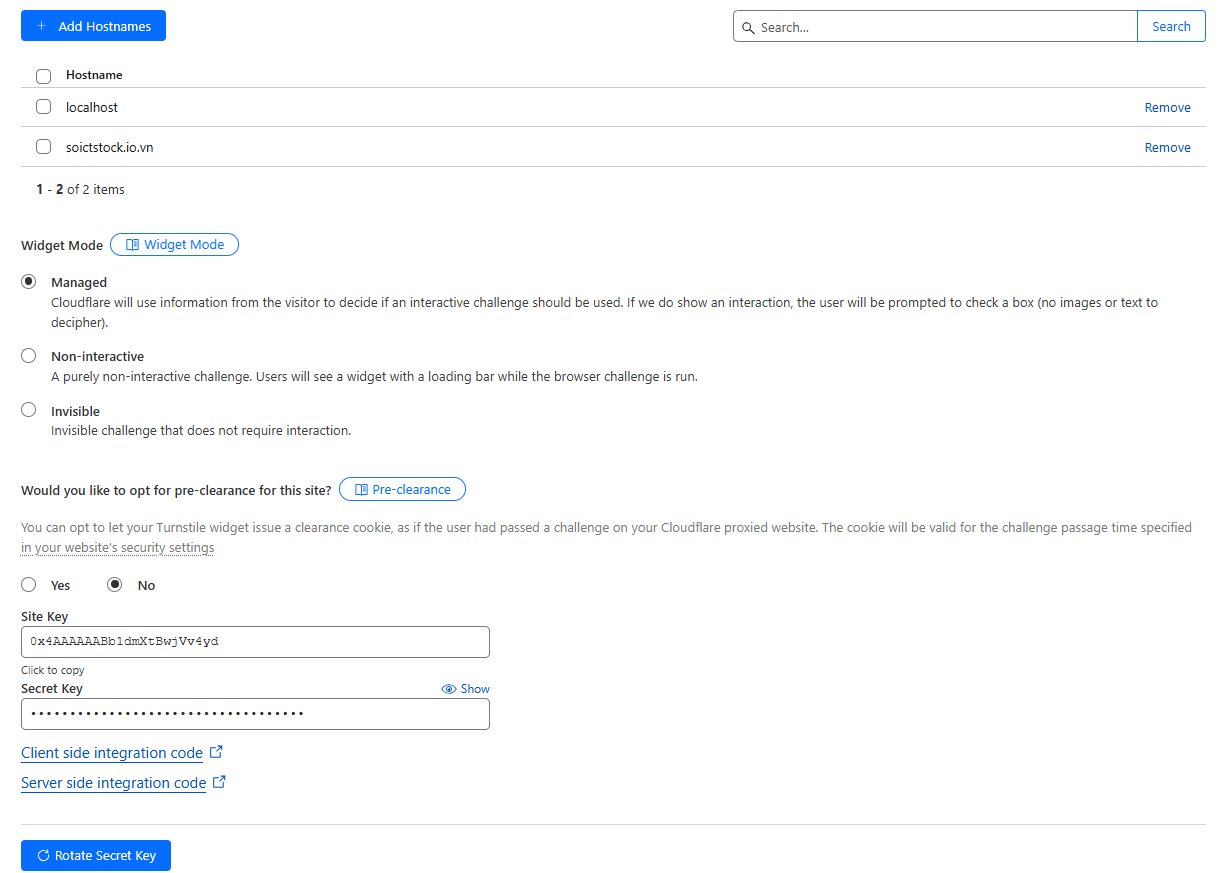 + Add Hostnames
Search...
Search
Hostname
localhost
Remove
soictstock.io.vn
Remove
1 - 2 of 2 items
Widget Mode
Widget Mode
Managed
Cloudflare will use information from the visitor to decide if an interactive challenge should be used. If we do show an interaction, the user will be prompted to check a box (no images or text to
decipher).
Non-interactive
A purely non-interactive challenge. Users will see a widget with a loading bar while the browser challenge is run.
Invisible
Invisible challenge that does not require interaction.
Would you like to opt for pre-clearance for this site?
Pre-clearance
You can opt to let your Turnstile widget issue a clearance cookie, as if the user had passed a challenge on your Cloudflare proxied website. The cookie will be valid for the challenge passage time specified
in your website's security settings
Yes
No
Site Key
0x4AAAAAABb1dmXtBwjVv4yd
Click to copy
Secret Key
Show
••••••••••••••••••••••••••••••••••
Client side integration code
Server side integration code
Rotate Secret Key